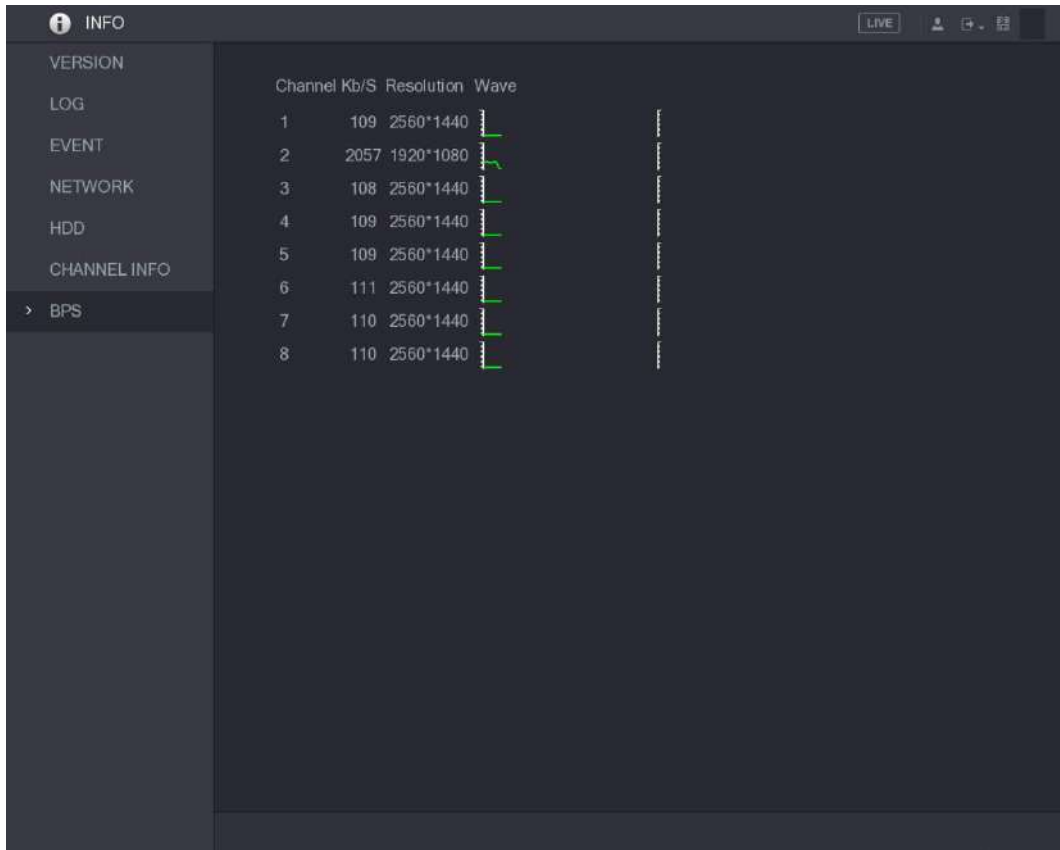 INFO
LIVE
VERSION
LOG
EVENT
NETWORK
HDD
CHANNEL INFO
> BPS
Channel Kb/S Resolution Wave
1 109 2560*1440
2 2057 1920*1080
3 108 2560*1440
4 109 2560*1440
5 109 2560*1440
6 111 2560*1440
7 110 2560*1440
8 110 2560*1440